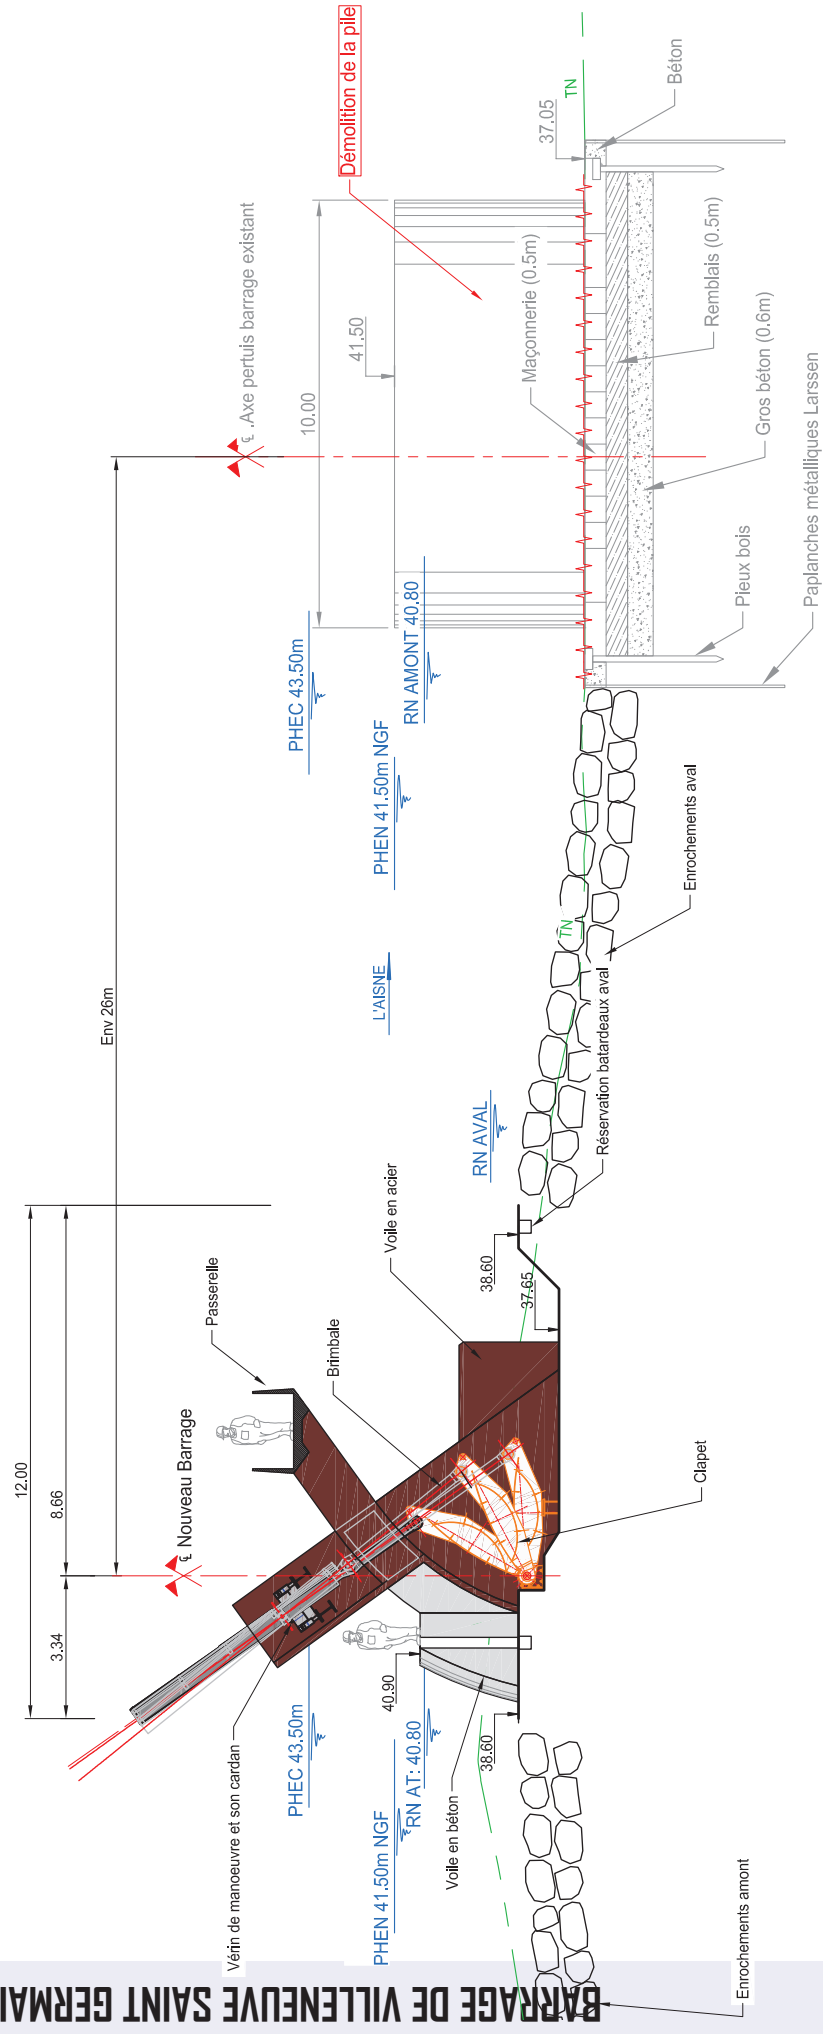 BARRAGE DE VILLENEUVE SAINT GERMAI
12.00
3.34
8.66
Env 26m
℄ Nouveau Barrage
℄ .Axe pertuis barrage existant
Passerelle
Vérin de manoeuvre et son cardan
Brimbale
Voile en acier
PHEC 43.50m
PHEN 41.50m NGF
RN AT: 40.80
40.90
Voile en béton
38.60
Enrochements amont
Clapet
38.60
37.65
RN AVAL
L'AISNE
Réservation batardeaux aval
TN
Enrochements aval
PHEC 43.50m
PHEN 41.50m NGF
RN AMONT 40.80
10.00
41.50
Démolition de la pile
Maçonnerie (0.5m)
37.05
TN
Béton
Remblais (0.5m)
Gros béton (0.6m)
Pieux bois
Paplanches métalliques Larssen